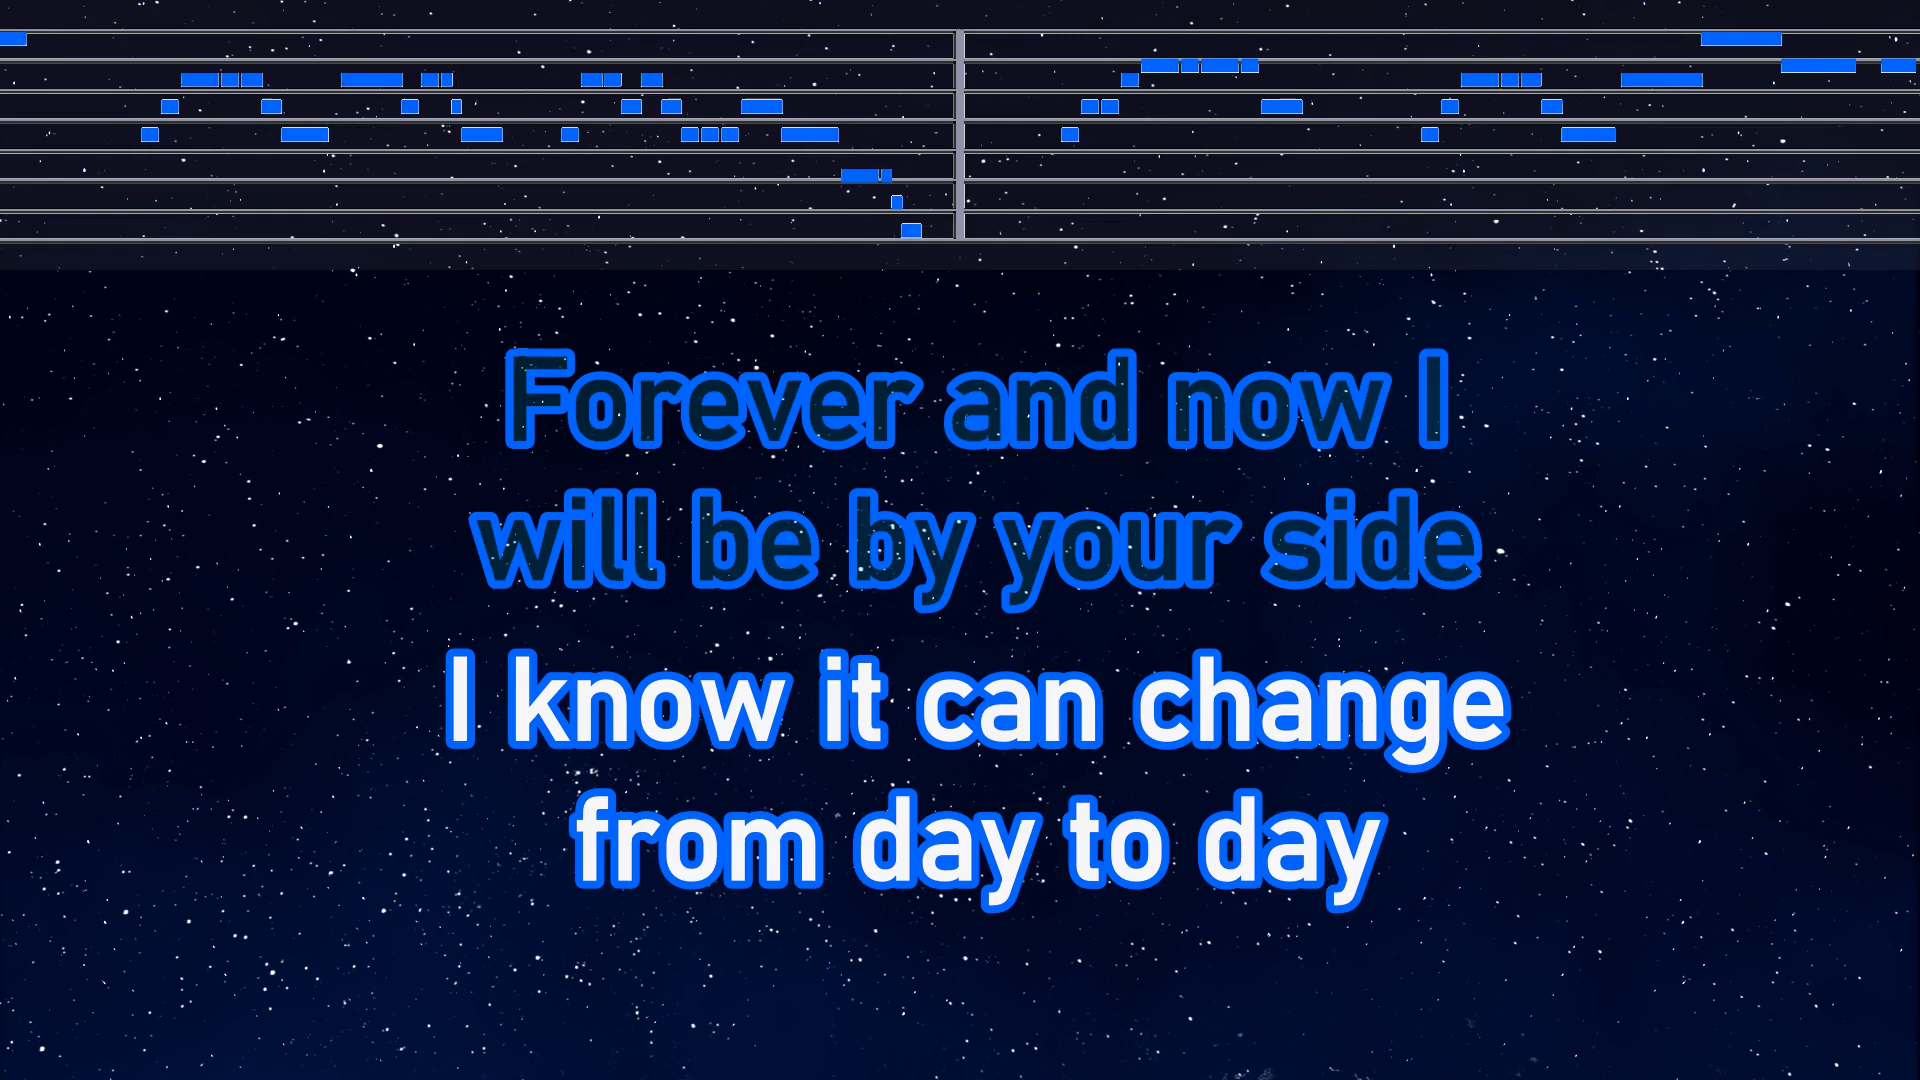 Forever and now I
will be by your side
I know it can change
from day to day